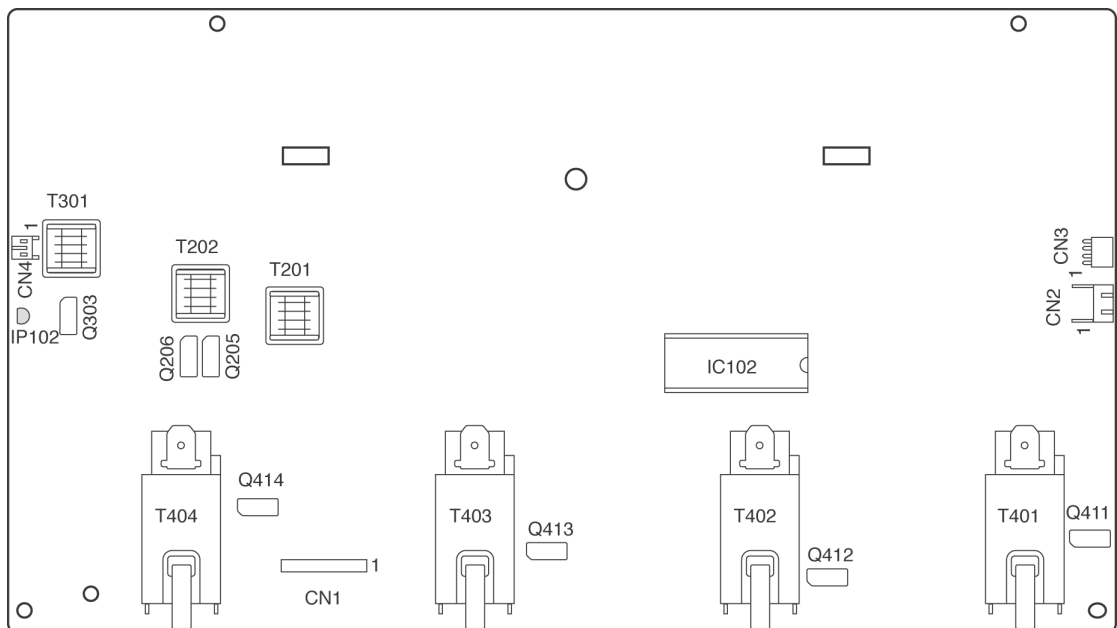 T301
1
CN4
IP102
Q303
T202
Q206
Q205
T201
CN3
1
CN2
1
IC102
T404
Q414
T403
Q413
T402
Q412
T401
Q411
1
CN1